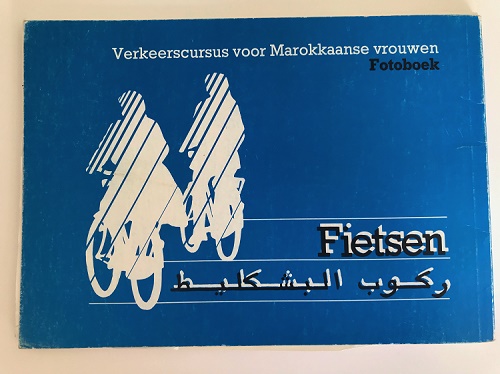 Verkeerscursus voor Marokkaanse vrouwen
Fotoboek
Fietsen
ركوب البشكليط